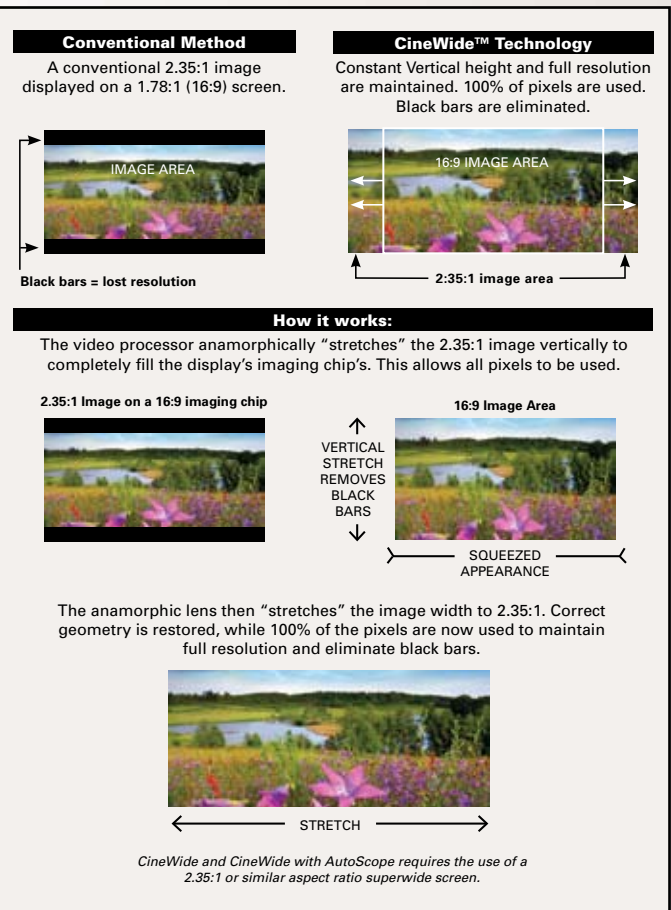 Conventional Method
A conventional 2.35:1 image
displayed on a 1.78:1 (16:9) screen.
IMAGE AREA
Black bars = lost resolution
CineWide™ Technology
Constant Vertical height and full resolution
are maintained. 100% of pixels are used.
Black bars are eliminated.
16:9 IMAGE AREA
2:35:1 image area
How it works:
The video processor anamorphically “stretches” the 2.35:1 image vertically to
completely fill the display’s imaging chip’s. This allows all pixels to be used.
2.35:1 Image on a 16:9 imaging chip
VERTICAL
STRETCH
REMOVES
BLACK
BARS
16:9 Image Area
SQUEEZED
APPEARANCE
The anamorphic lens then “stretches” the image width to 2.35:1. Correct
geometry is restored, while 100% of the pixels are now used to maintain
full resolution and eliminate black bars.
STRETCH
CineWide and CineWide with AutoScope requires the use of a
2.35:1 or similar aspect ratio superwide screen.